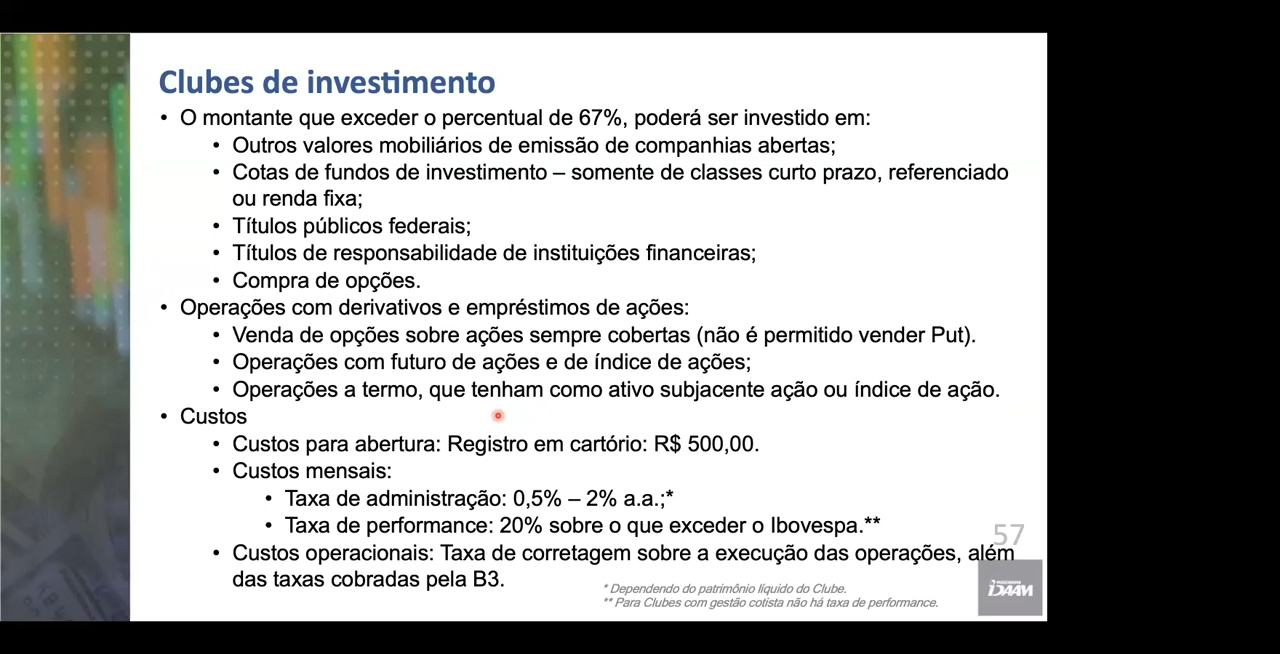 Clubes de investimento
• O montante que exceder o percentual de 67%, poderá ser investido em:
• Outros valores mobiliários de emissão de companhias abertas;
• Cotas de fundos de investimento – somente de classes curto prazo, referenciado
ou renda fixa;
• Títulos públicos federais;
• Títulos de responsabilidade de instituições financeiras;
• Compra de opções.
• Operações com derivativos e empréstimos de ações:
• Venda de opções sobre ações sempre cobertas (não é permitido vender Put).
• Operações com futuro de ações e de índice de ações;
• Operações a termo, que tenham como ativo subjacente ação ou índice de ação.
• Custos
• Custos para abertura: Registro em cartório: R$ 500,00.
• Custos mensais:
• Taxa de administração: 0,5% – 2% a.a.;*
• Taxa de performance: 20% sobre o que exceder o Ibovespa.**
57
• Custos operacionais: Taxa de corretagem sobre a execução das operações, além
das taxas cobradas pela B3.
* Dependendo do patrimônio líquido do Clube.
** Para Clubes com gestão cotista não há taxa de performance.